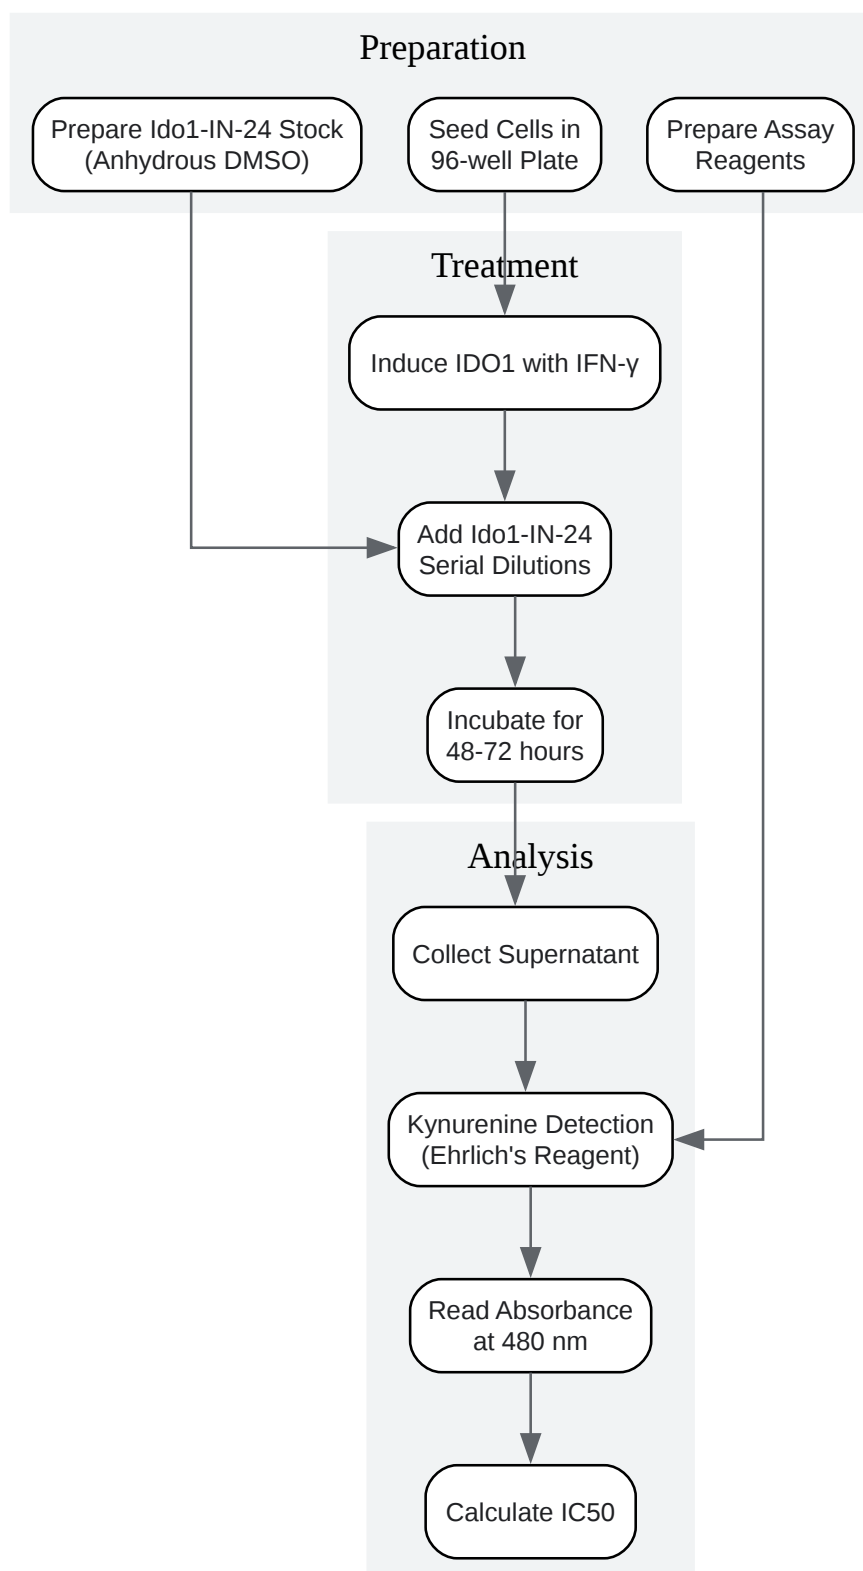 Preparation
Prepare Ido1-IN-24 Stock
(Anhydrous DMSO)
Seed Cells in
96-well Plate
Prepare Assay
Reagents
Treatment
Induce IDO1 with IFN-γ
Add Ido1-IN-24
Serial Dilutions
Incubate for
48-72 hours
Analysis
Collect Supernatant
Kynurenine Detection
(Ehrlich's Reagent)
Read Absorbance
at 480 nm
Calculate IC50